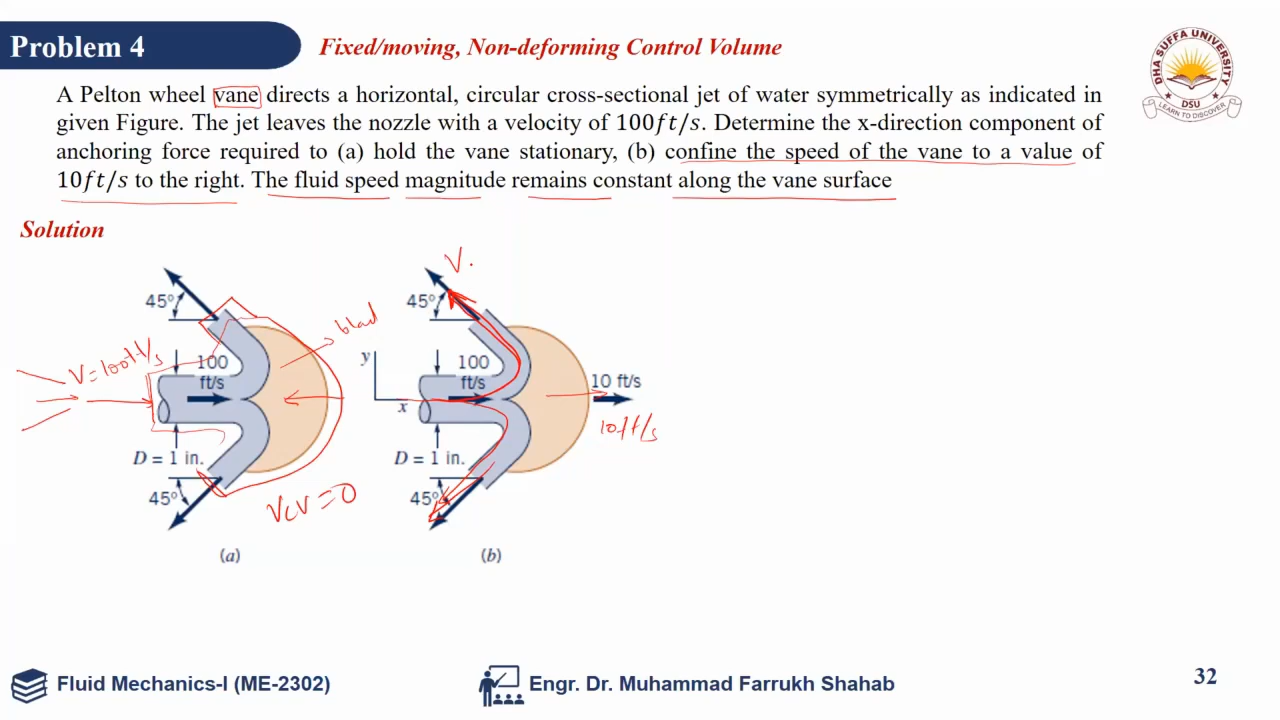 Problem 4
Fixed/moving, Non-deforming Control Volume
DHA SUFFA UNIVERSITY
DSU
LEARN TO DISCOVER
A Pelton wheel vane directs a horizontal, circular cross-sectional jet of water symmetrically as indicated in
given Figure. The jet leaves the nozzle with a velocity of 100ft/s. Determine the x-direction component of
anchoring force required to (a) hold the vane stationary, (b) confine the speed of the vane to a value of
10ft/s to the right. The fluid speed magnitude remains constant along the vane surface
Solution
45°
V=100ft/s
100
ft/s
D = 1 in.
45°
blad
VCV = 0
(a)
V.
45°
y
x
100
ft/s
10 ft/s
10ft/s
D = 1 in.
45°
(b)
Fluid Mechanics-I (ME-2302)
Engr. Dr. Muhammad Farrukh Shahab
32